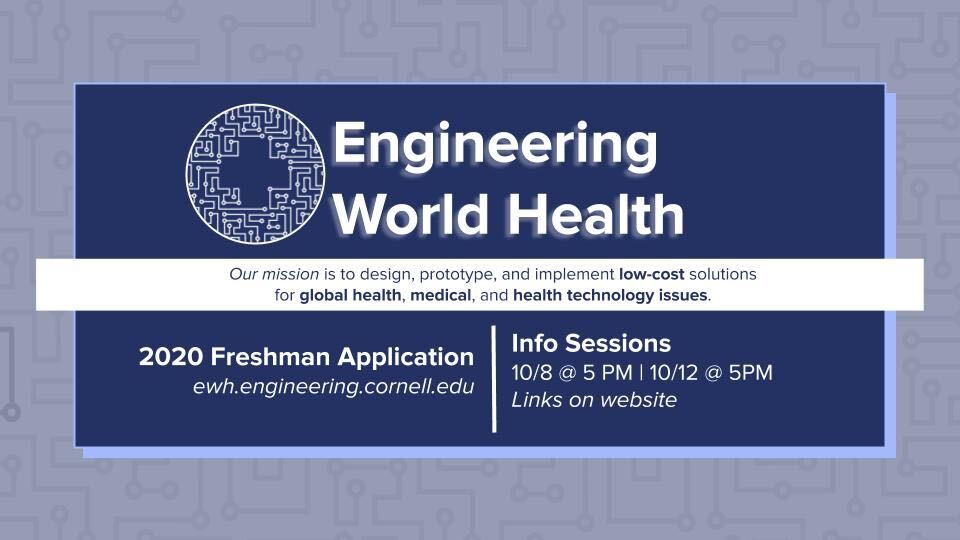 Engineering
World Health
Our mission is to design, prototype, and implement low-cost solutions
for global health, medical, and health technology issues.
2020 Freshman Application
ewh.engineering.cornell.edu
Info Sessions
10/8 @ 5 PM | 10/12 @ 5PM
Links on website